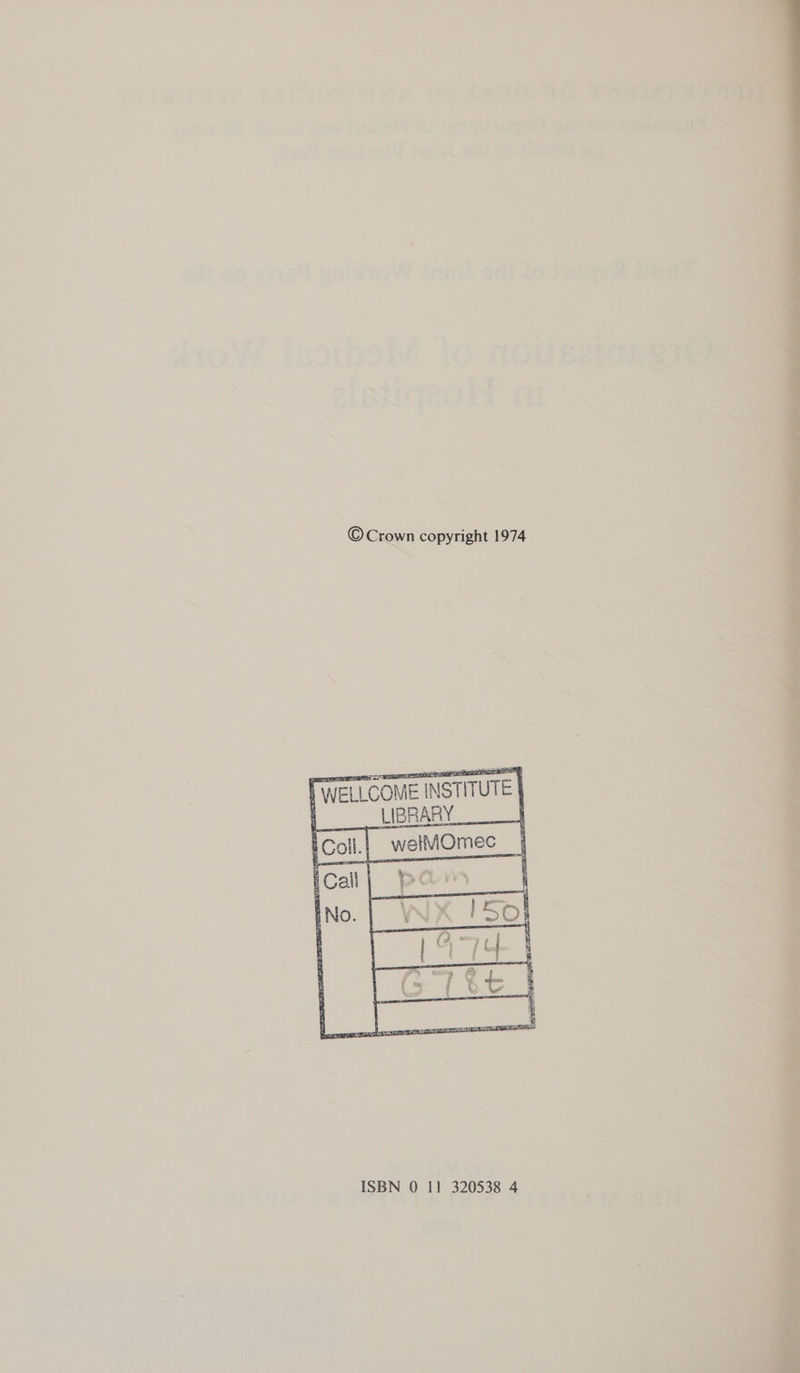 © Crown copyright 1974
WELLCOME INSTITUTE
LIBRARY
Coll. welMOmec
Call pam
No. WX 150
1974
G78t
ISBN 0 11 320538 4